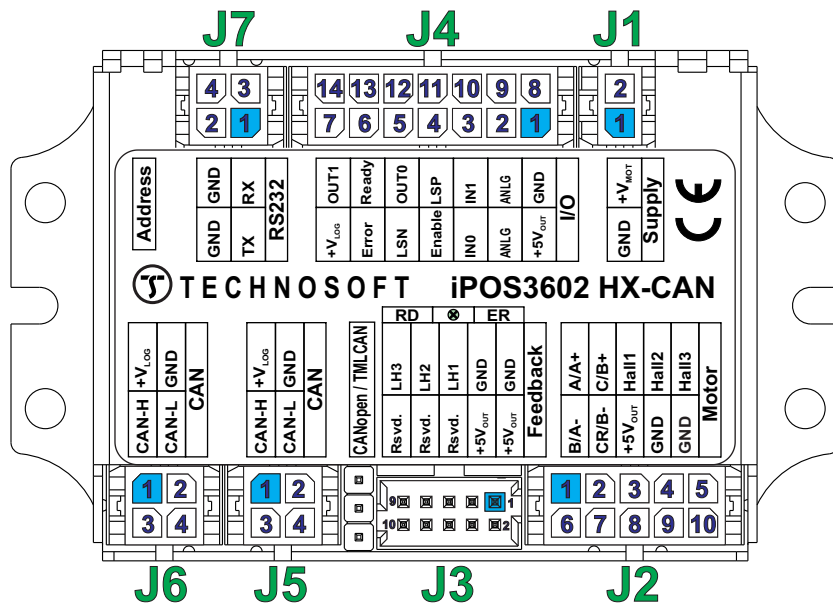 J7 J4 J1
4 3 14 13 12 11 10 9 8 2
2 1 7 6 5 4 3 2 1 1
Address
GND RX
GND TX
RS232
OUT1 Ready OUT0 LSP IN1 ANLG GND
+VLOG Error LSN Enable IN0 ANLG +5VOUT
I/O
+VMOT
GND
Supply
CE
TECHNOSOFT iPOS3602 HX-CAN
RD ER
+VLOG GND
CAN-H CAN-L
CAN
+VLOG GND
CAN-H CAN-L
CAN
CANopen / TMLCAN
LH3 LH2 LH1 GND GND
Rsvd. Rsvd. Rsvd. +5VOUT +5VOUT
Feedback
A/A+ C/B+ Hall1 Hall2 Hall3
B/A- CR/B- +5VOUT GND GND
Motor
1 2 1 2 9 1 1 2 3 4 5
3 4 3 4 10 2 6 7 8 9 10
J6 J5 J3 J2